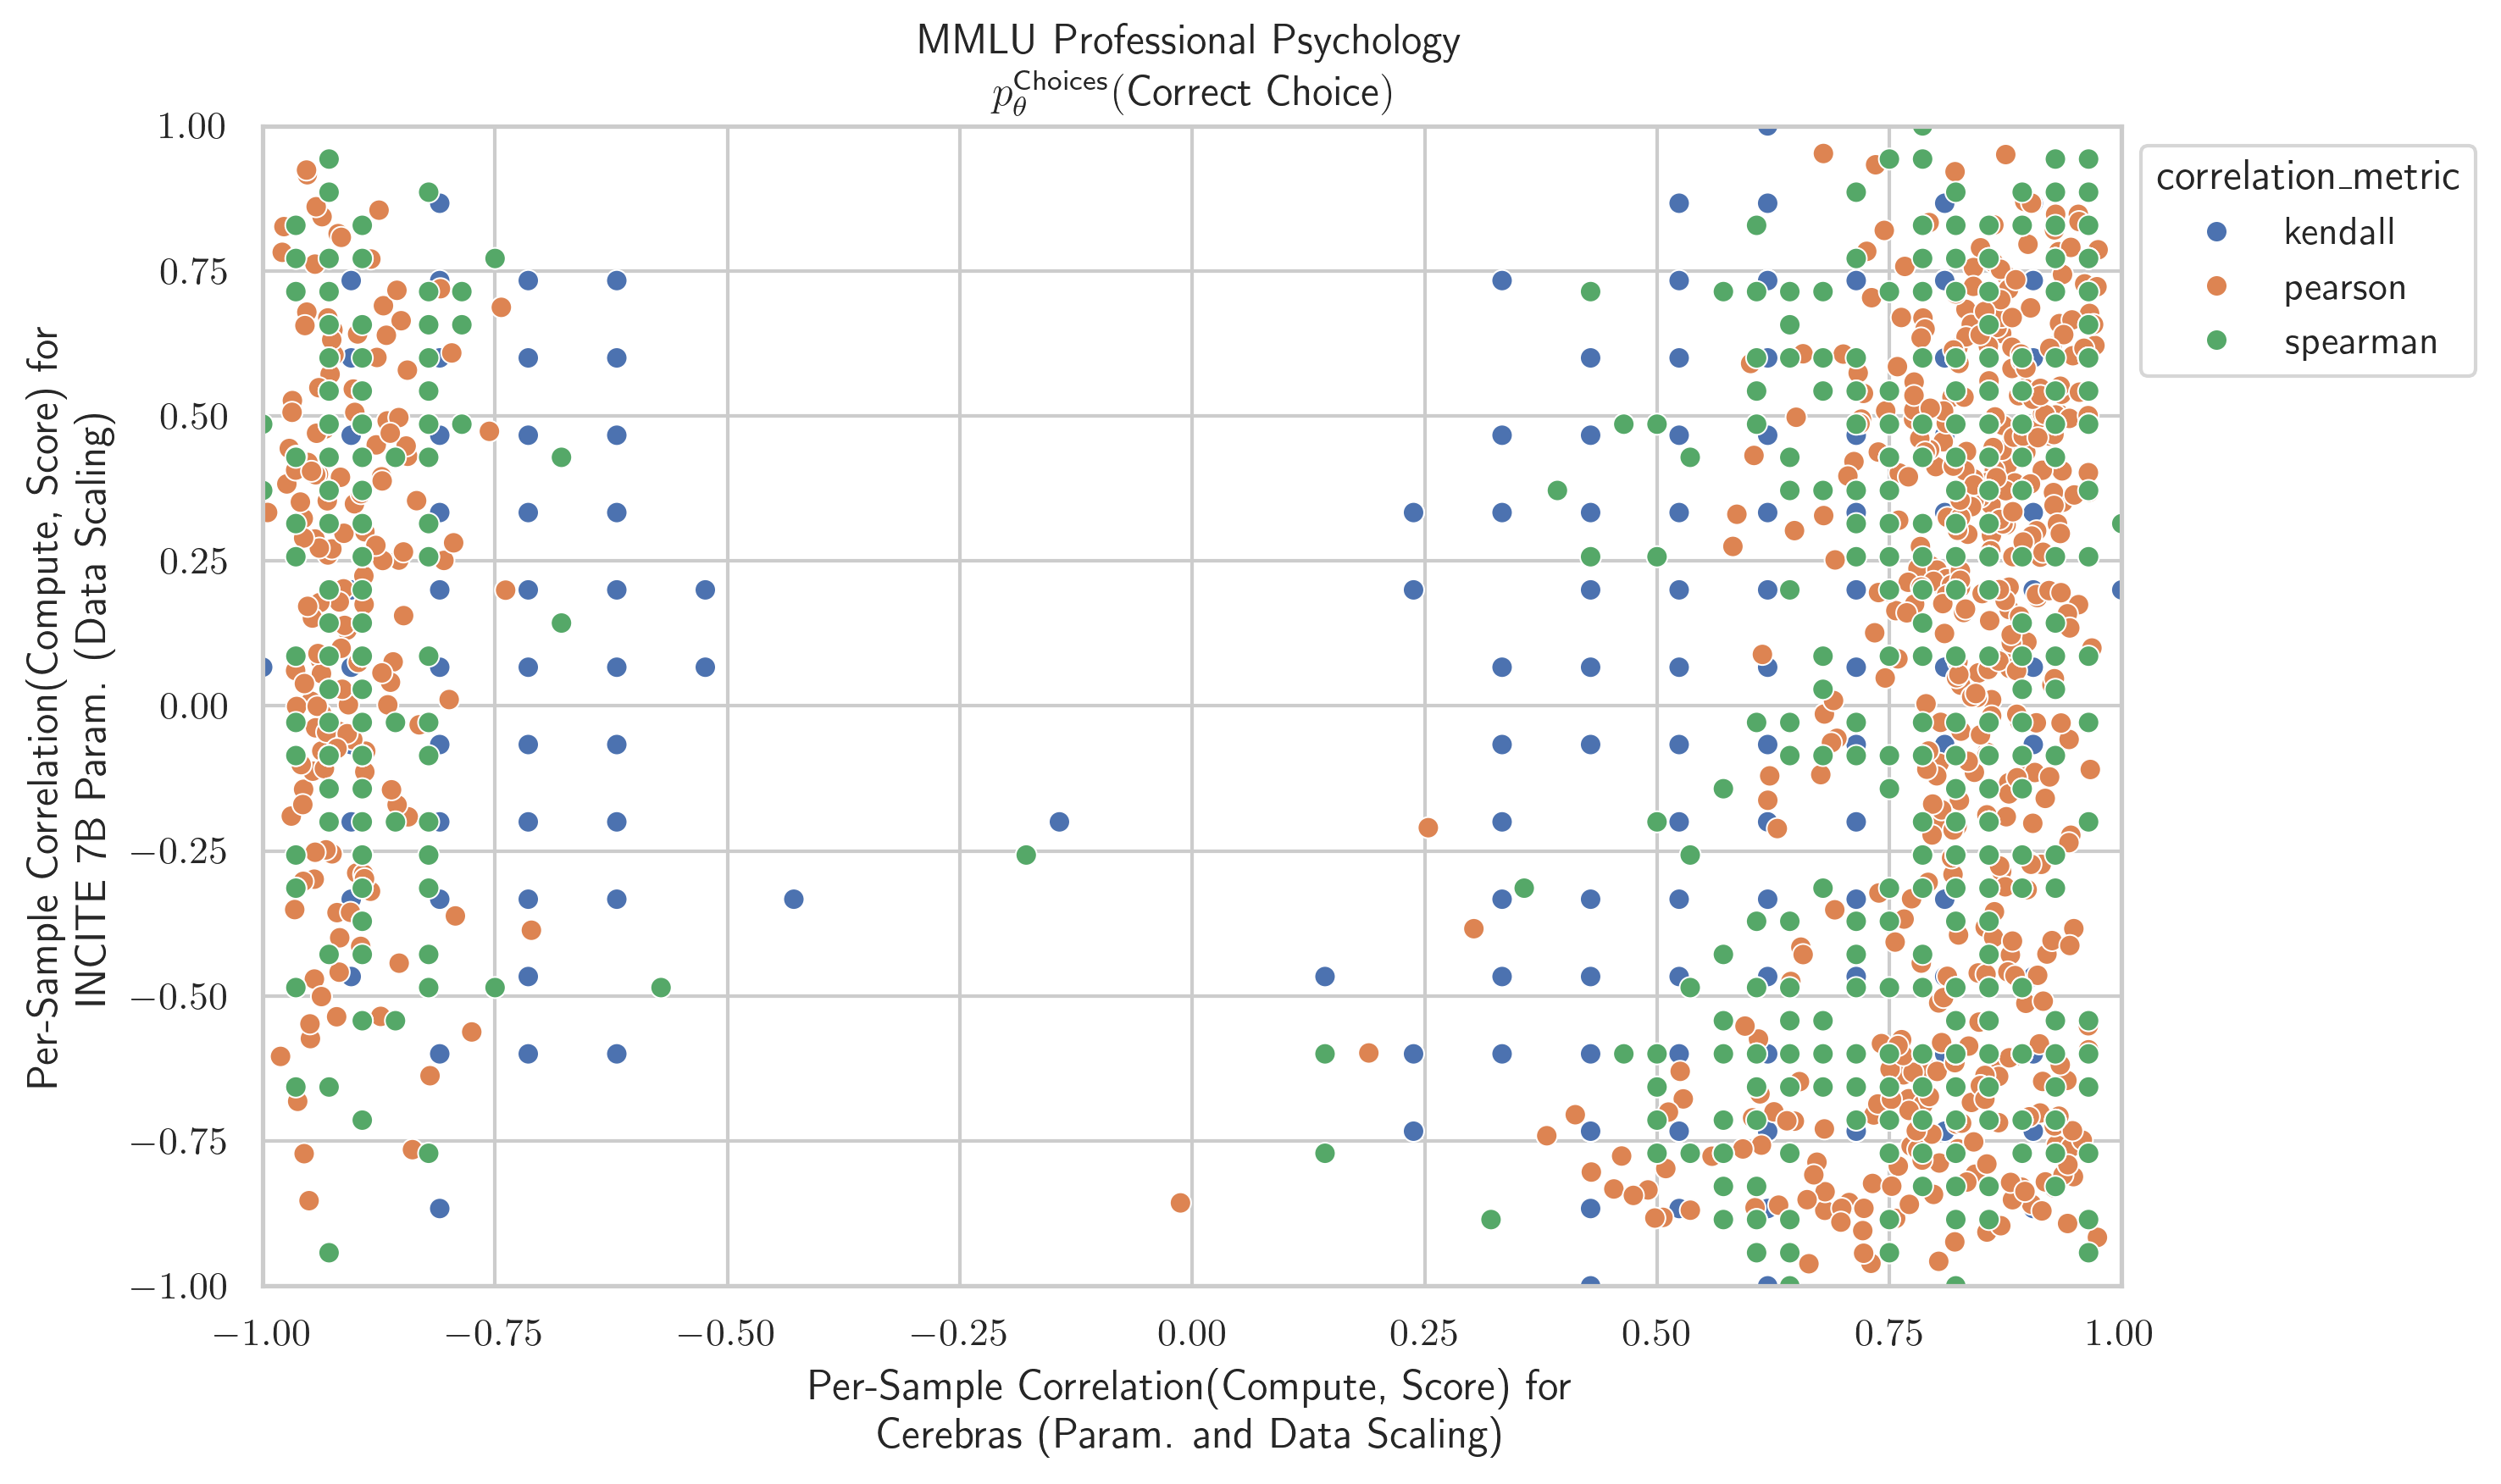 MMLU Professional Psychology
p_θ^Choices(Correct Choice)
1.00
0.75
0.50
0.25
0.00
−0.25
−0.50
−0.75
−1.00
Per-Sample Correlation(Compute, Score) for
INCITE 7B Param. (Data Scaling)
−1.00
−0.75
−0.50
−0.25
0.00
0.25
0.50
0.75
1.00
Per-Sample Correlation(Compute, Score) for
Cerebras (Param. and Data Scaling)
correlation_metric
kendall
pearson
spearman